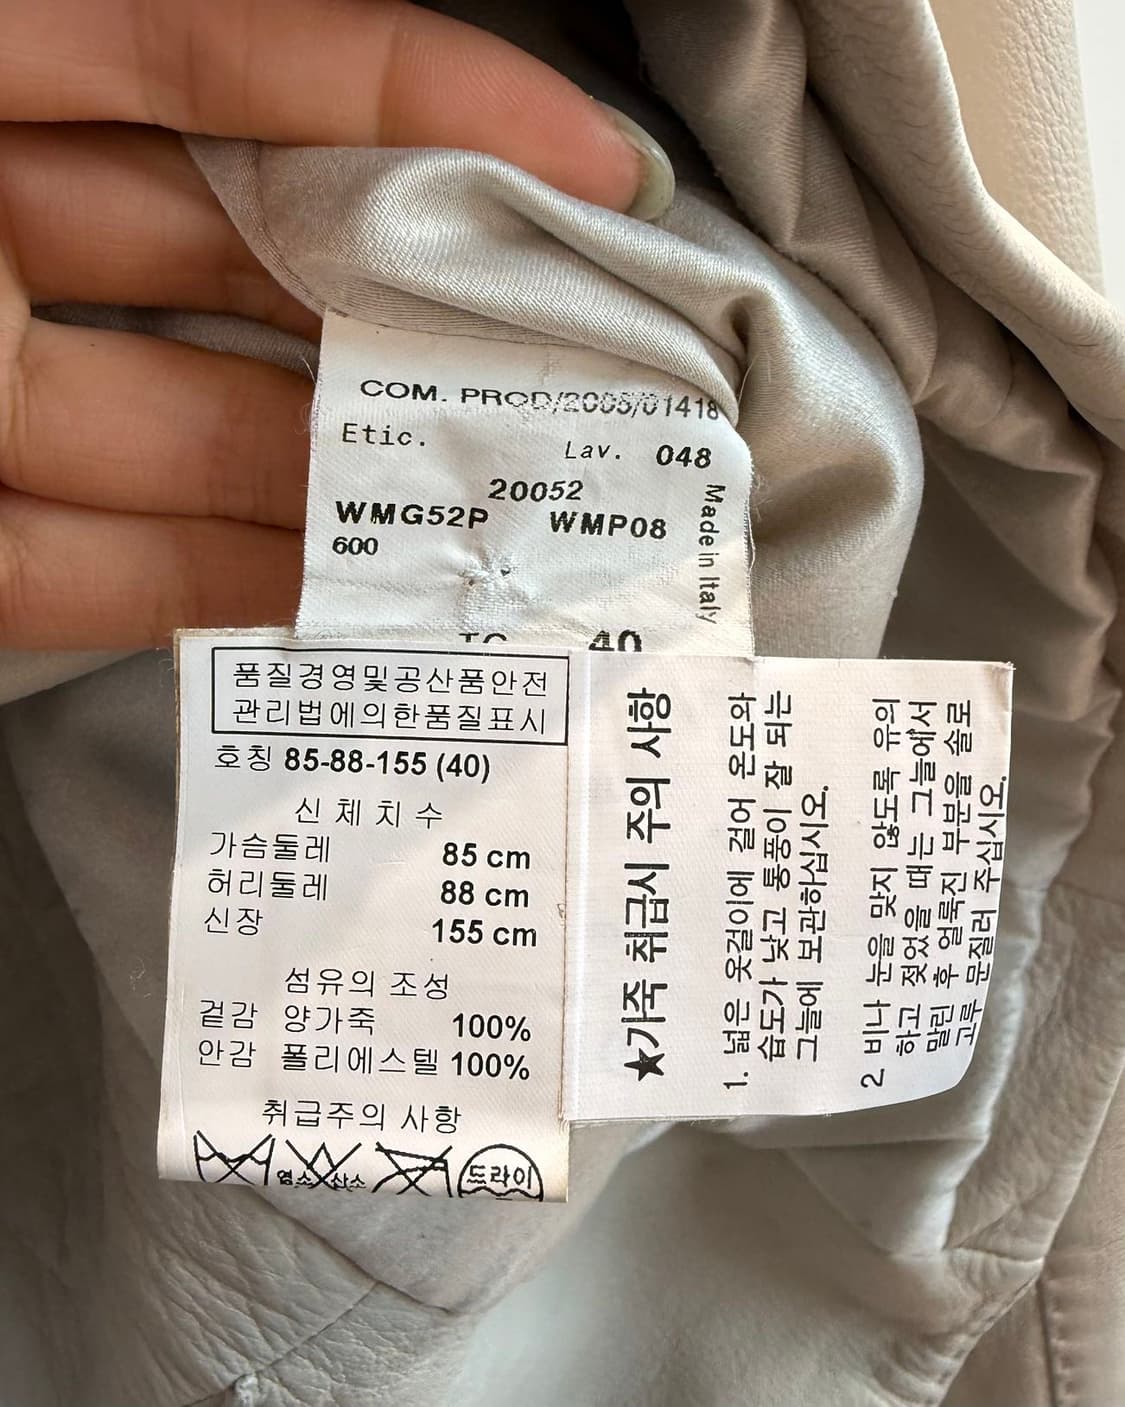 COM. PROD/2005/01418
Etic.
Lav. 048
20052
WMG52P WMP08
600
Made in Italy
40
품질경영및공산품안전
관리법에의한품질표시
호칭 85-88-155 (40)
신체치수
가슴둘레 85 cm
허리둘레 88 cm
신장 155 cm
섬유의 조성
겉감 양가죽 100%
안감 폴리에스텔 100%
취급주의 사항
염소 산소
드라이
★가죽 취급시 주의 사항
1. 넓은 옷걸이에 걸어 온도와
습도가 낮고 통풍이 잘 되는
그늘에 보관하십시오.
2. 비나 눈을 맞지 않도록 유의
하고 젖었을 때는 그늘에서
말린 후 얼룩진 부분을 솔로
고루 문질러 주십시오.